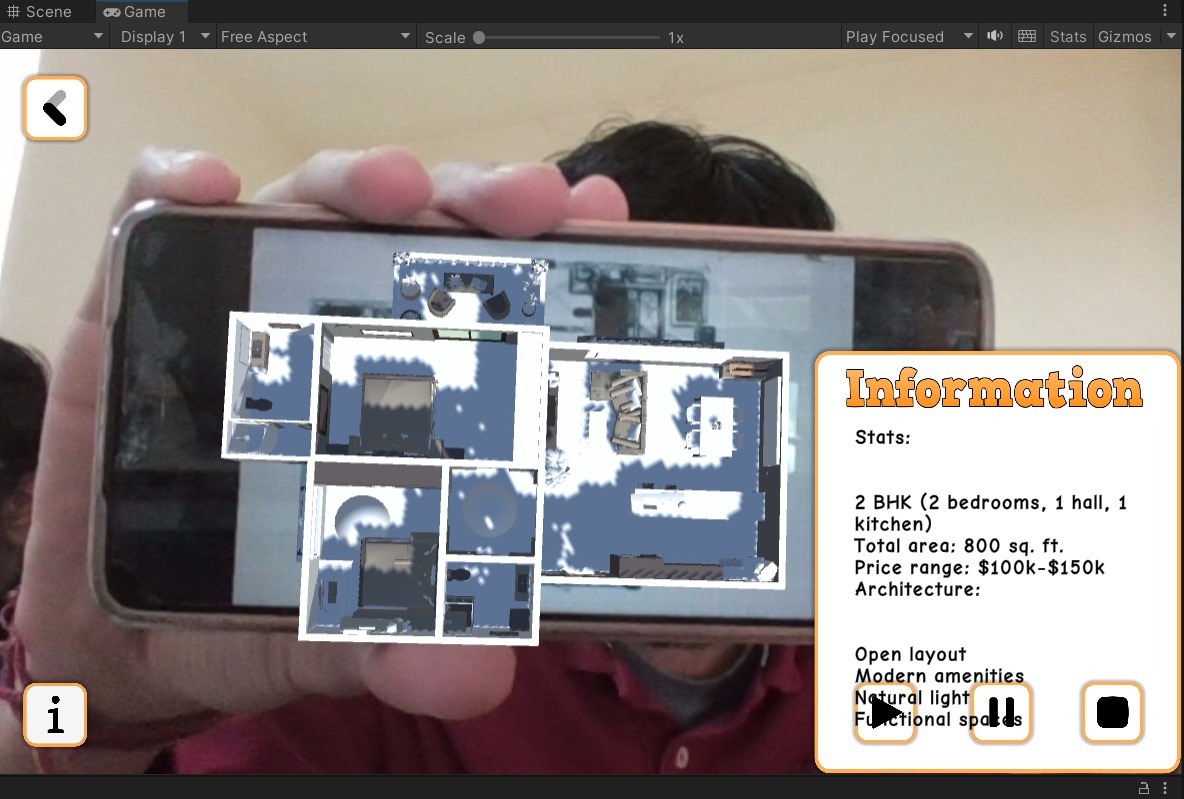 Scene
Game
Game Display 1 Free Aspect Scale 1x Play Focused Stats Gizmos
Information
Stats:
2 BHK (2 bedrooms, 1 hall, 1
kitchen)
Total area: 800 sq. ft.
Price range: $100k-$150k
Architecture:
Open layout
Modern amenities
Natural light
Functional spaces
i